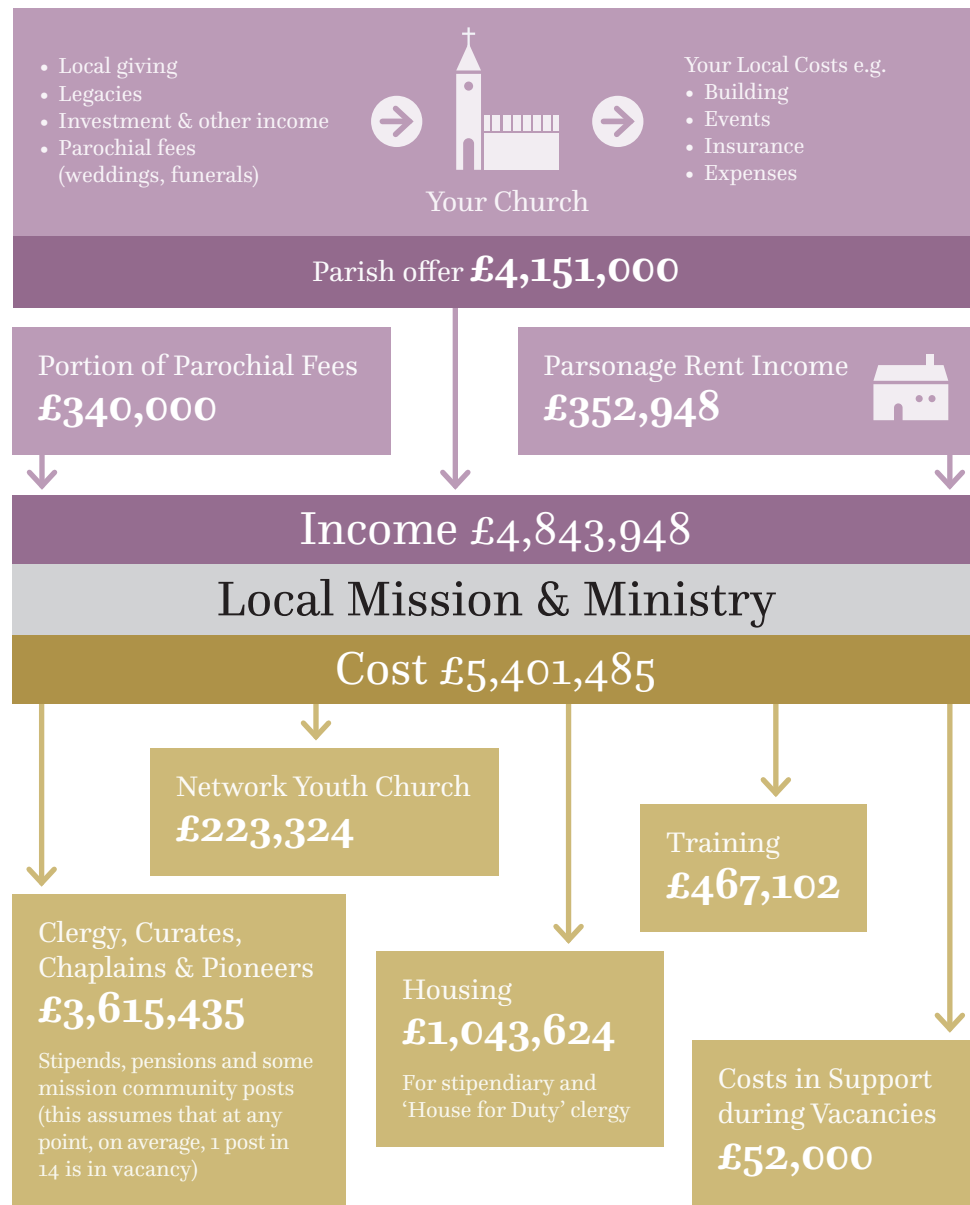 • Local giving
• Legacies
• Investment & other income
• Parochial fees
(weddings, funerals)
Your Church
Your Local Costs e.g.
• Building
• Events
• Insurance
• Expenses
Parish offer £4,151,000
Portion of Parochial Fees
£340,000
Parsonage Rent Income
£352,948
Income £4,843,948
Local Mission & Ministry
Cost £5,401,485
Network Youth Church
£223,324
Training
£467,102
Clergy, Curates,
Chaplains & Pioneers
£3,615,435
Stipends, pensions and some
mission community posts
(this assumes that at any
point, on average, 1 post in
14 is in vacancy)
Housing
£1,043,624
For stipendiary and
‘House for Duty’ clergy
Costs in Support
during Vacancies
£52,000